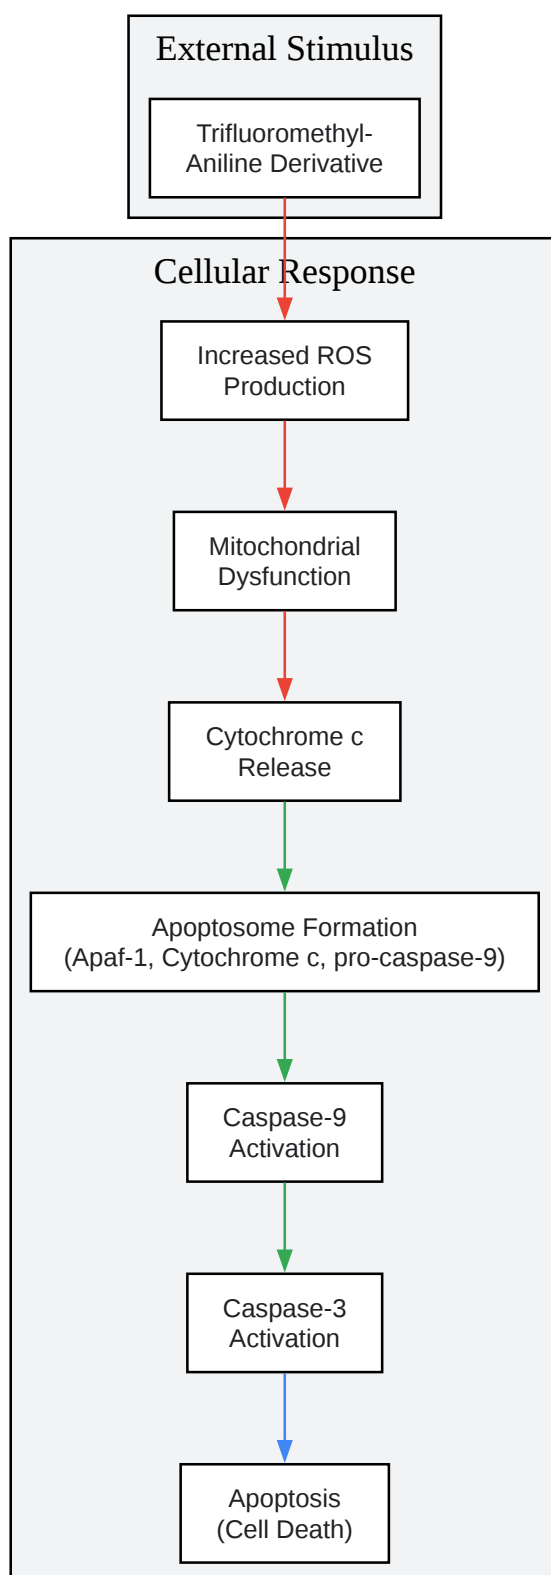 External Stimulus
Trifluoromethyl-
Aniline Derivative
Cellular Response
Increased ROS
Production
Mitochondrial
Dysfunction
Cytochrome c
Release
Apoptosome Formation
(Apaf-1, Cytochrome c, pro-caspase-9)
Caspase-9
Activation
Caspase-3
Activation
Apoptosis
(Cell Death)